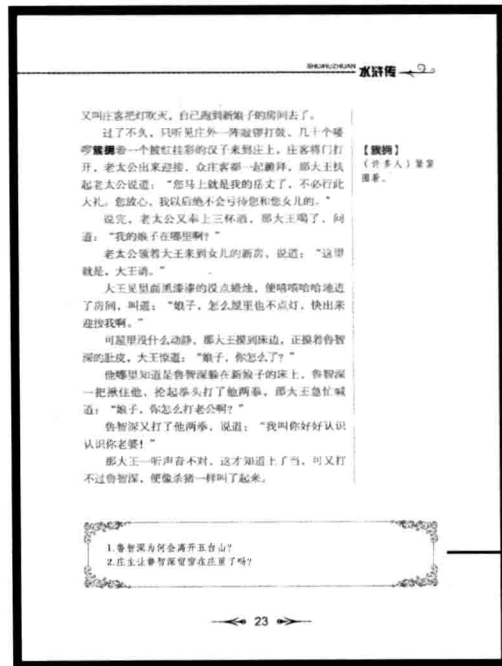 SHUIHUZHUAN 水浒传
又叫庄客把灯吹灭，自己跑到新娘子的房间去了。
过了不久，只听见庄外一阵敲锣打鼓，几十个喽
啰簇拥着一个披红挂彩的汉子来到庄上，庄客将门打
开，老太公出来迎接，众庄客都一起跪拜，那大王扶
起老太公说道：“您马上就是我的岳丈了，不必行此
大礼。您放心，我以后绝不会亏待您和您女儿的。”
说完，老太公又奉上三杯酒，那大王喝了，问
道：“我的娘子在哪里啊？”
老太公领着大王来到女儿的新房，说道：“这里
就是，大王请。”
大王见里面黑漆漆的没点蜡烛，便嘻嘻哈哈地进
了房间，叫道：“娘子，怎么屋里也不点灯，快出来
迎接我啊。”
可屋里没什么动静，那大王摸到床边，正摸着鲁智
深的肚皮，大王惊道：“娘子，你怎么了？”
他哪里知道是鲁智深躲在新娘子的床上，鲁智深
一把揪住他，抡起拳头打了他两拳，那大王急忙喊
道：“娘子，你怎么打老公啊？”
鲁智深又打了他两拳，说道：“我叫你好好认识
认识你老婆！”
那大王一听声音不对，这才知道上了当，可又打
不过鲁智深，便像杀猪一样叫了起来。
【簇拥】
（许多人）紧紧
围着。
1.鲁智深为何会离开五台山？
2.庄主让鲁智深留宿在庄里了吗？
23